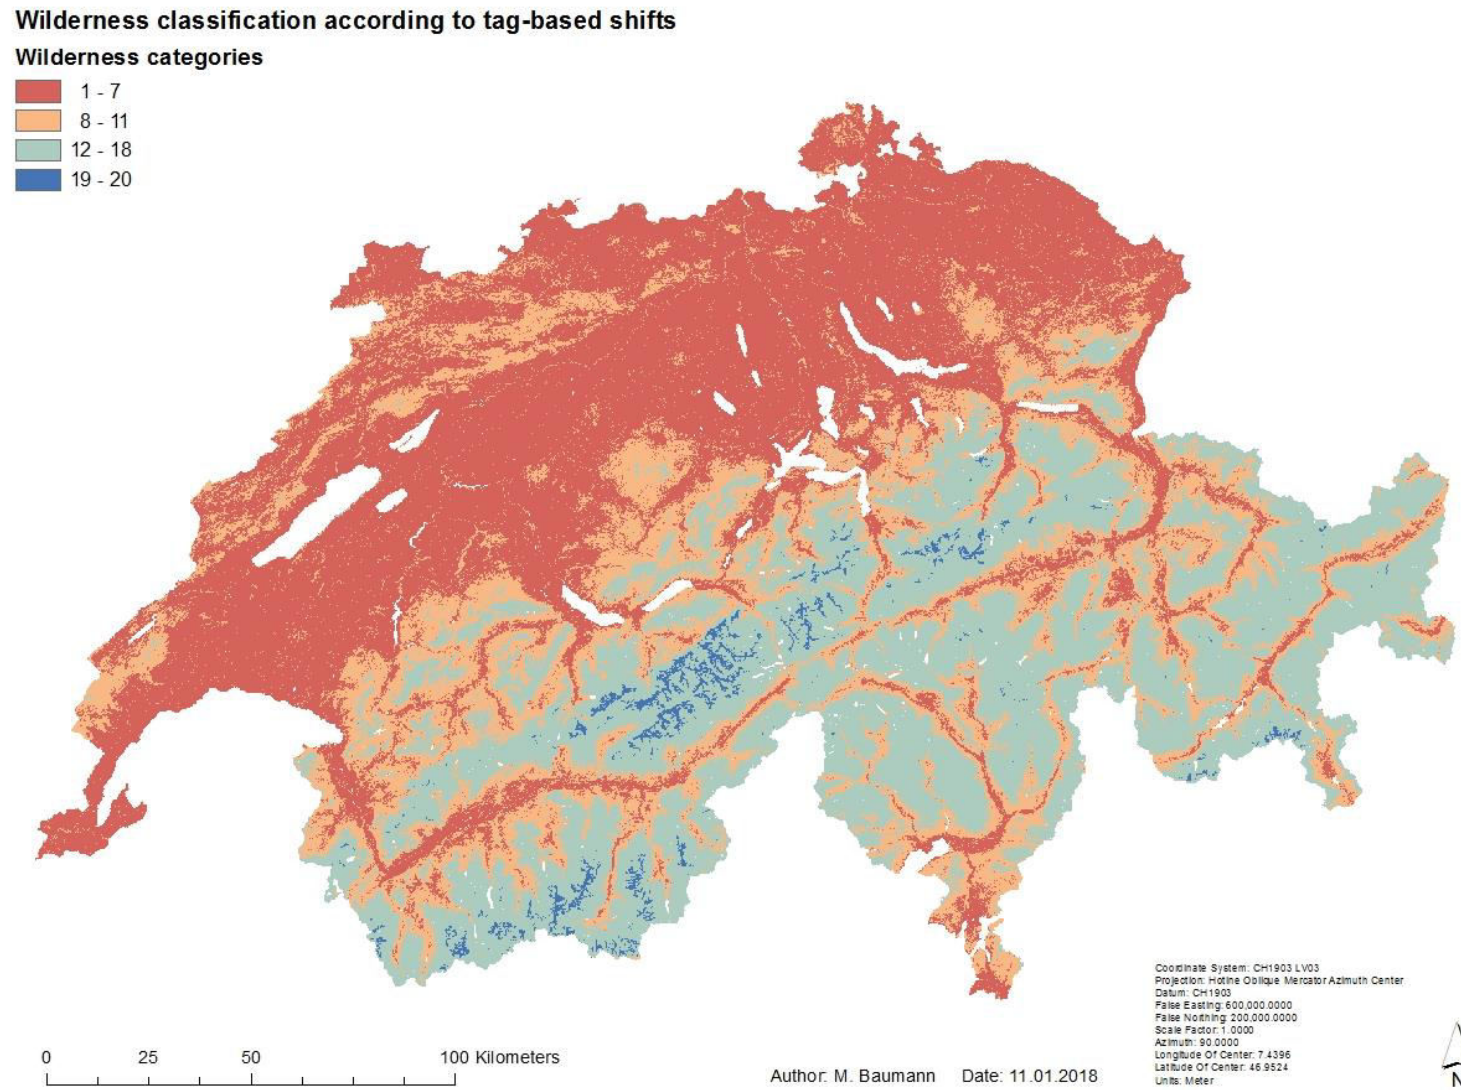 Wilderness classification according to tag-based shifts
Wilderness categories
1 - 7
8 - 11
12 - 18
19 - 20
Coordinate System: CH1903 LV03
Projection: Hotine Oblique Mercator Azimuth Center
Datum: CH1903
False Easting: 600,000.0000
False Northing: 200,000.0000
Scale Factor: 1.0000
Azimuth: 90.0000
Longitude Of Center: 7.4396
Latitude Of Center: 46.9524
Units: Meter
0 25 50 100 Kilometers
Author: M. Baumann Date: 11.01.2018
N